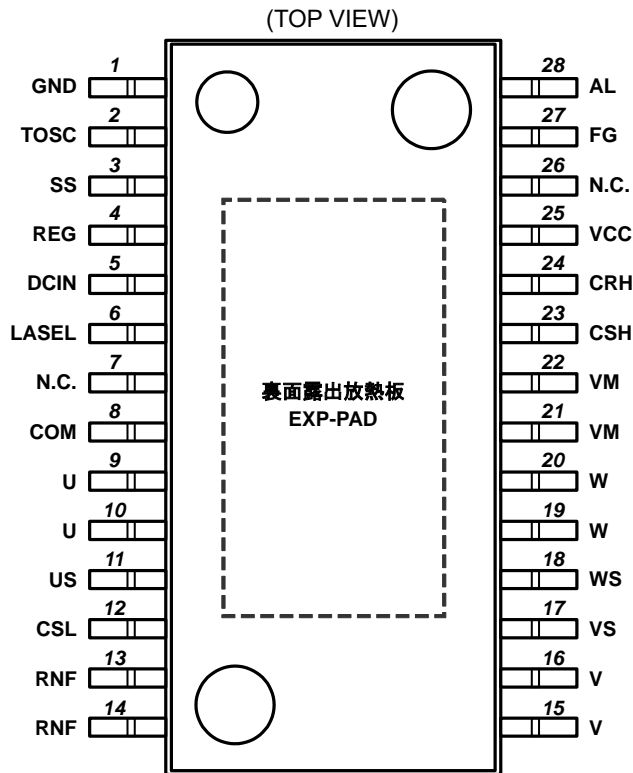 (TOP VIEW)
1
GND
2
TOSC
3
SS
4
REG
5
DCIN
6
LASEL
7
N.C.
8
COM
9
U
10
U
11
US
12
CSL
13
RNF
14
RNF
裏面露出放熱板
EXP-PAD
28
AL
27
FG
26
N.C.
25
VCC
24
CRH
23
CSH
22
VM
21
VM
20
W
19
W
18
WS
17
VS
16
V
15
V